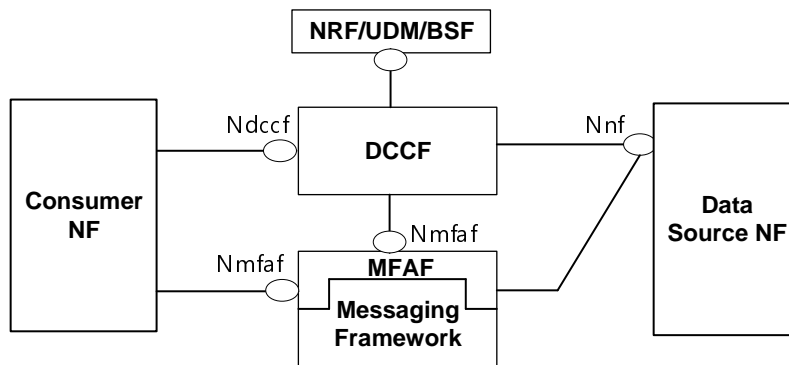 NRF/UDM/BSF
Ndccf
Nnf
DCCF
Consumer
NF
Data
Source NF
Nmfaf
Nmfaf
MFAF
Messaging
Framework